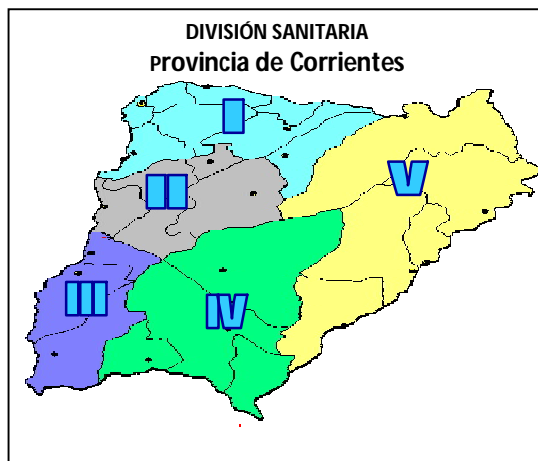 DIVISIÓN SANITARIA
Provincia de Corrientes
I
II
V
III
IV